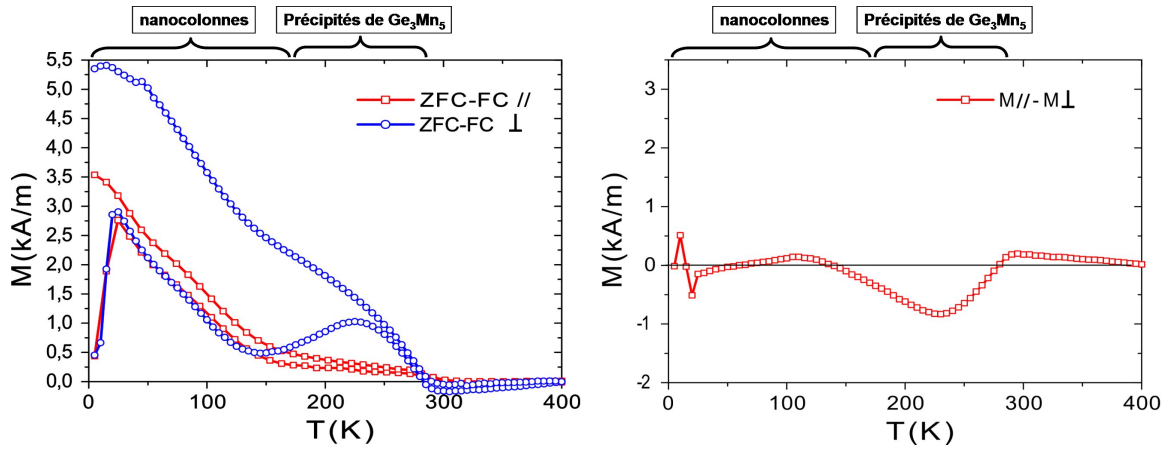 nanocolonnes
Précipités de Ge₃Mn₅
5,5
5,0
4,5
4,0
3,5
3,0
2,5
2,0
1,5
1,0
0,5
0,0
M(kA/m)
ZFC-FC //
ZFC-FC ⊥
0
100
200
300
400
T(K)
nanocolonnes
Précipités de Ge₃Mn₅
3
2
1
0
-1
-2
M(kA/m)
M// - M⊥
0
100
200
300
400
T(K)